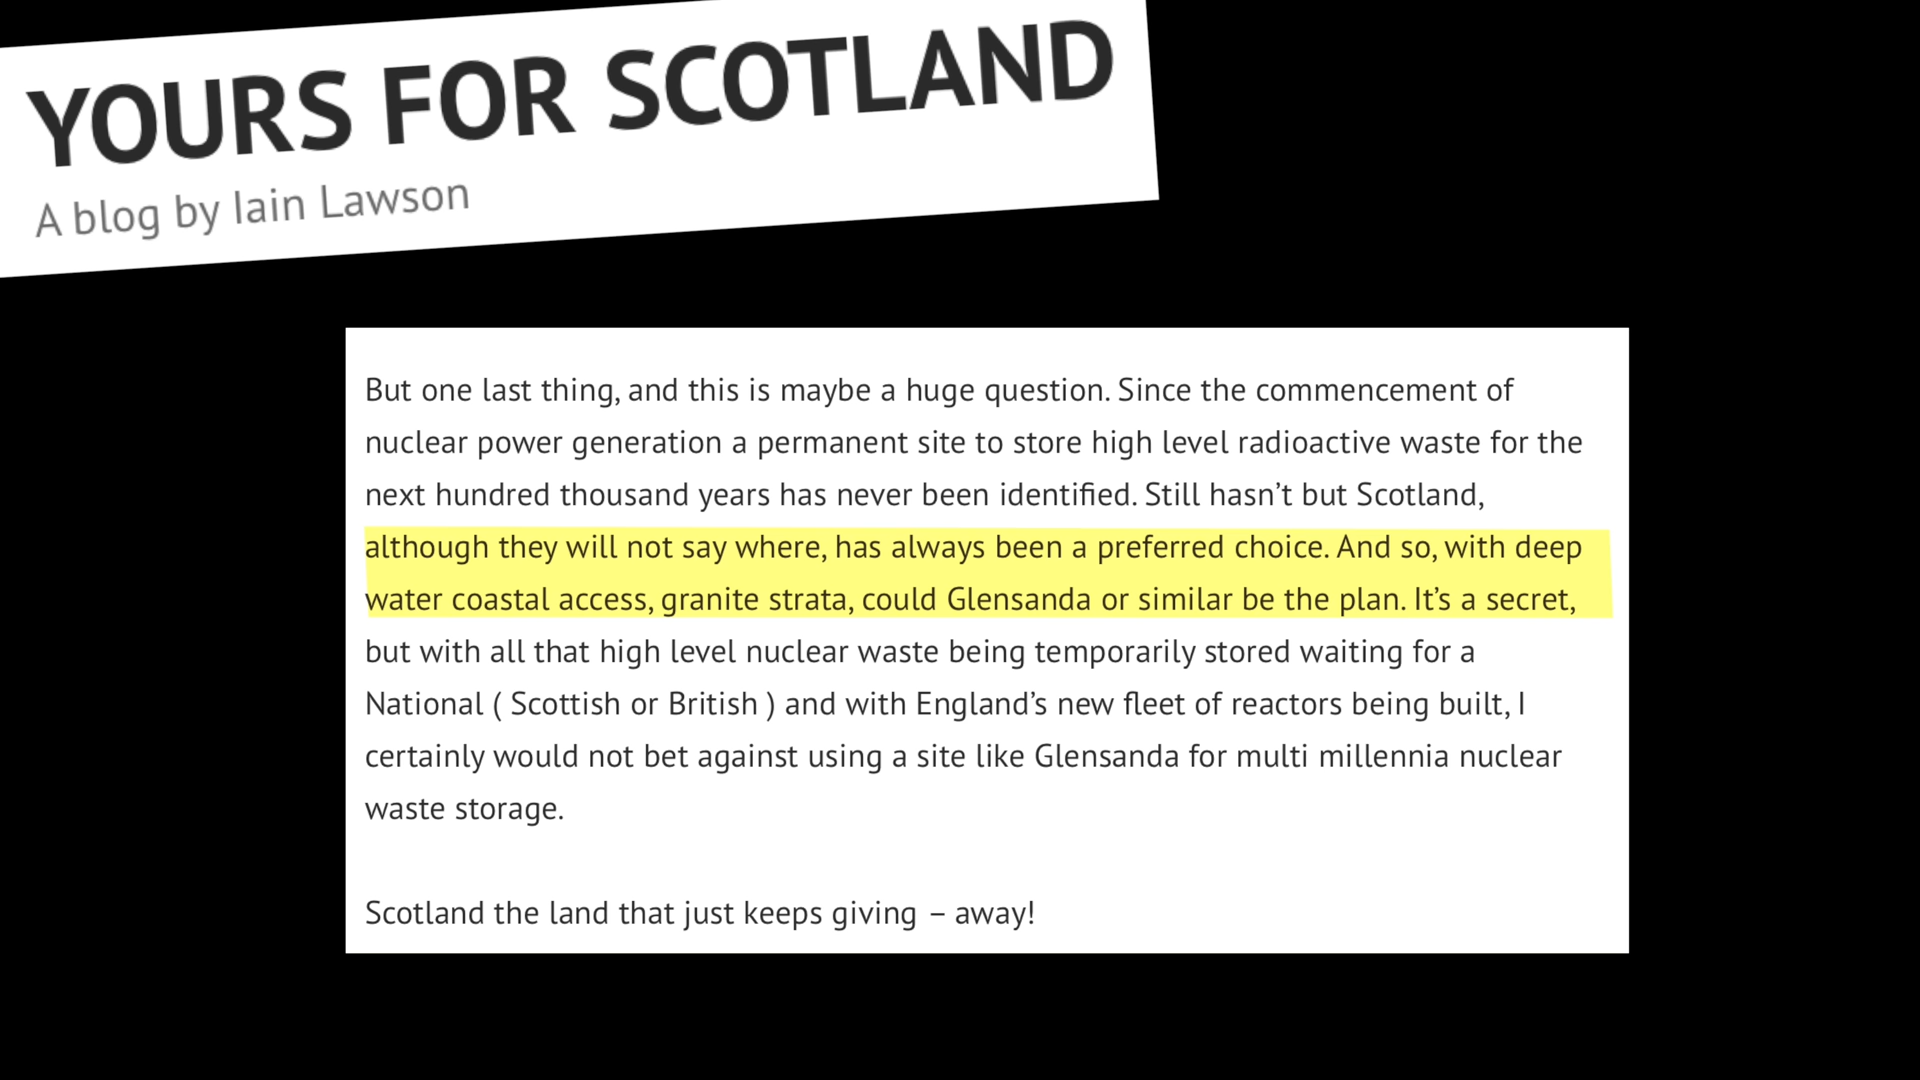 YOURS FOR SCOTLAND
A blog by Iain Lawson
But one last thing, and this is maybe a huge question. Since the commencement of
nuclear power generation a permanent site to store high level radioactive waste for the
next hundred thousand years has never been identified. Still hasn’t but Scotland,
although they will not say where, has always been a preferred choice. And so, with deep
water coastal access, granite strata, could Glensanda or similar be the plan. It’s a secret,
but with all that high level nuclear waste being temporarily stored waiting for a
National ( Scottish or British ) and with England’s new fleet of reactors being built, I
certainly would not bet against using a site like Glensanda for multi millennia nuclear
waste storage.
Scotland the land that just keeps giving – away!